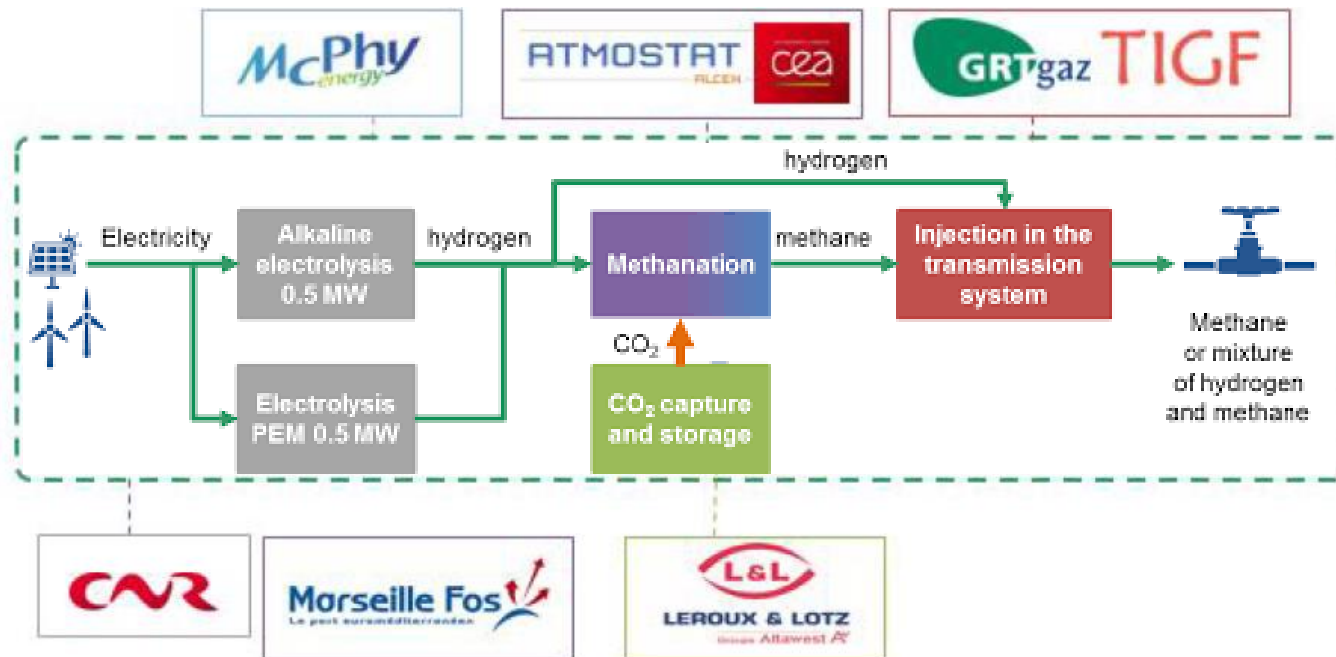 McPhy
energy
ATMOSTAT
ALCEN
cea
GRTgaz TIGF
hydrogen
Electricity
Alkaline
electrolysis
0.5 MW
hydrogen
Methanation
methane
Injection in the
transmission
system
CO₂
Electrolysis
PEM 0.5 MW
CO₂ capture
and storage
Methane
or mixture
of hydrogen
and methane
CNR
Marseille Fos
Le port euroméditerranéen
L&L
LEROUX & LOTZ
Groupe Altawest